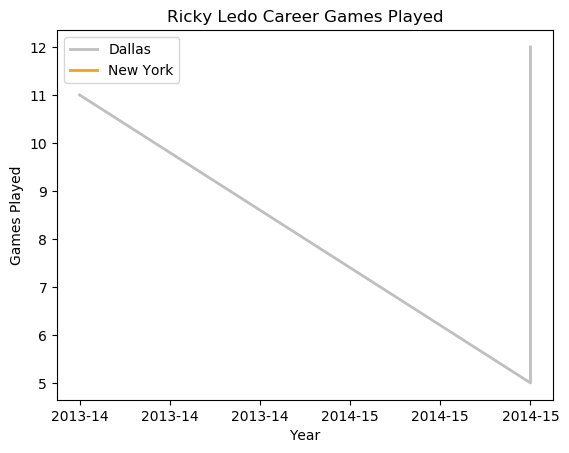 Ricky Ledo Career Games Played
Dallas
New York
12
11
10
9
8
7
6
5
Games Played
2013-14 2013-14 2013-14 2014-15 2014-15 2014-15
Year